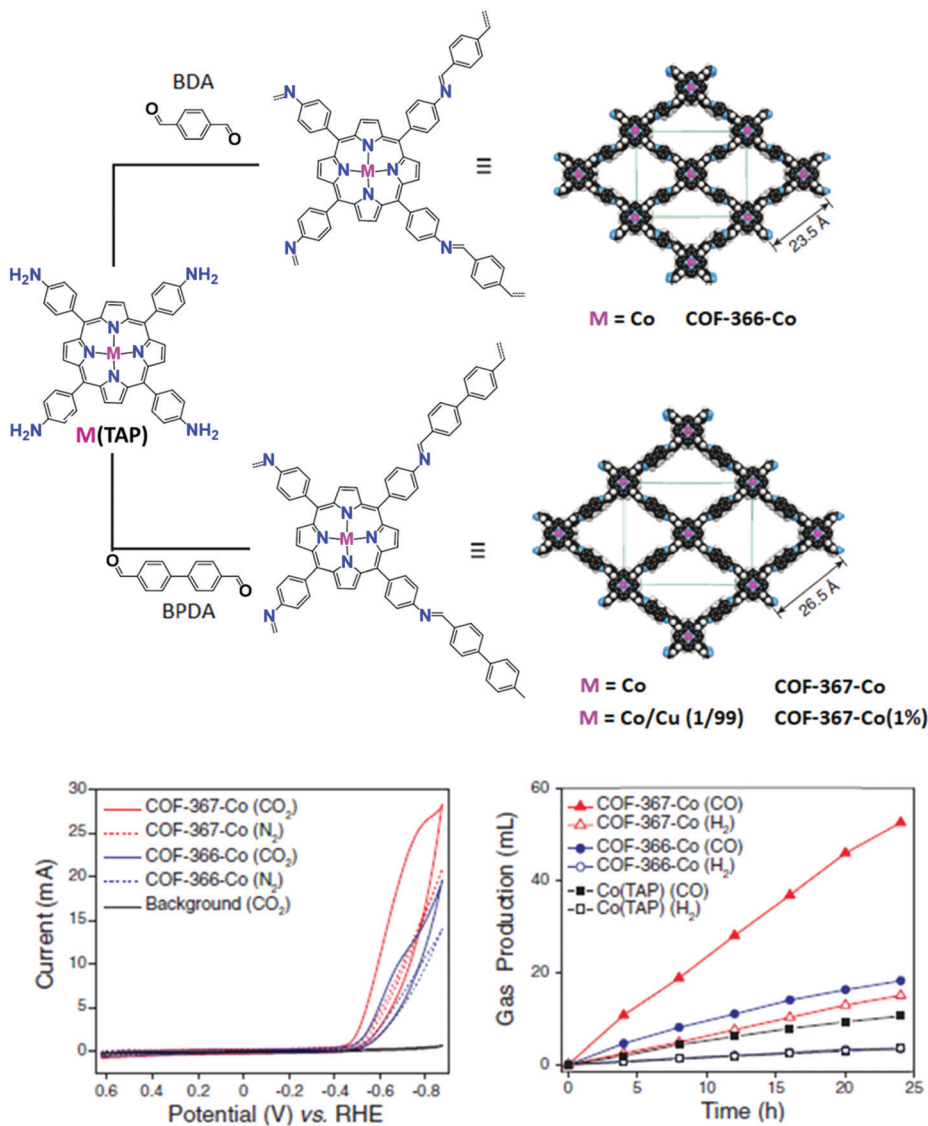 BDA
O
O
N
N
N
N
M
N
N
N
N
≡
23.5 Å
M = Co COF-366-Co
H2N
NH2
N
N
M
N
N
H2N
NH2
M(TAP)
O
O
BPDA
N
N
N
N
M
N
N
N
N
≡
26.5 Å
M = Co COF-367-Co
M = Co/Cu (1/99) COF-367-Co(1%)
30
25
20
15
10
5
0
Current (mA)
COF-367-Co (CO2)
COF-367-Co (N2)
COF-366-Co (CO2)
COF-366-Co (N2)
Background (CO2)
0.6 0.4 0.2 0 -0.2 -0.4 -0.6 -0.8
Potential (V) vs. RHE
60
40
20
0
Gas Production (mL)
COF-367-Co (CO)
COF-367-Co (H2)
COF-366-Co (CO)
COF-366-Co (H2)
Co(TAP) (CO)
Co(TAP) (H2)
0 5 10 15 20 25
Time (h)